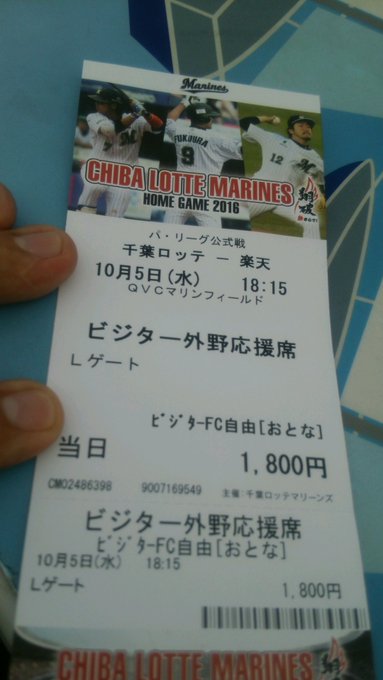 Marines
FUKUURA
9
12
CHIBA LOTTE MARINES
HOME GAME 2016
パ・リーグ公式戦
千葉ロッテ － 楽天
10月5日(水) 18:15
QVCマリンフィールド
ビジター外野応援席
Lゲート
ビジターFC自由[おとな]
当日 1,800円
CM02486398 9007169549 主催:千葉ロッテマリーンズ
ビジター外野応援席
ビジターFC自由[おとな]
10月5日(水) 18:15
Lゲート 1,800円
CHIBA LOTTE MARINES